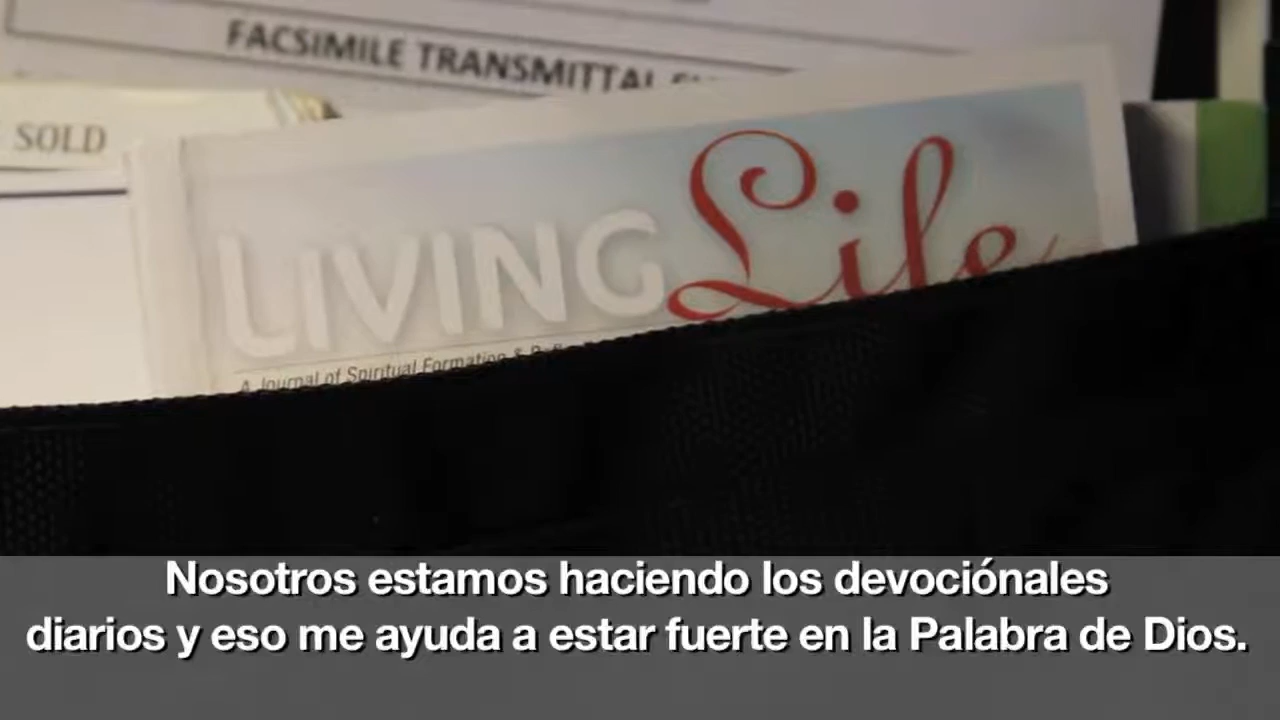 FACSIMILE TRANSMITTAL
SOLD
LIVING Life
A Journal of Spiritual Formation &
Nosotros estamos haciendo los devociónales
diarios y eso me ayuda a estar fuerte en la Palabra de Dios.